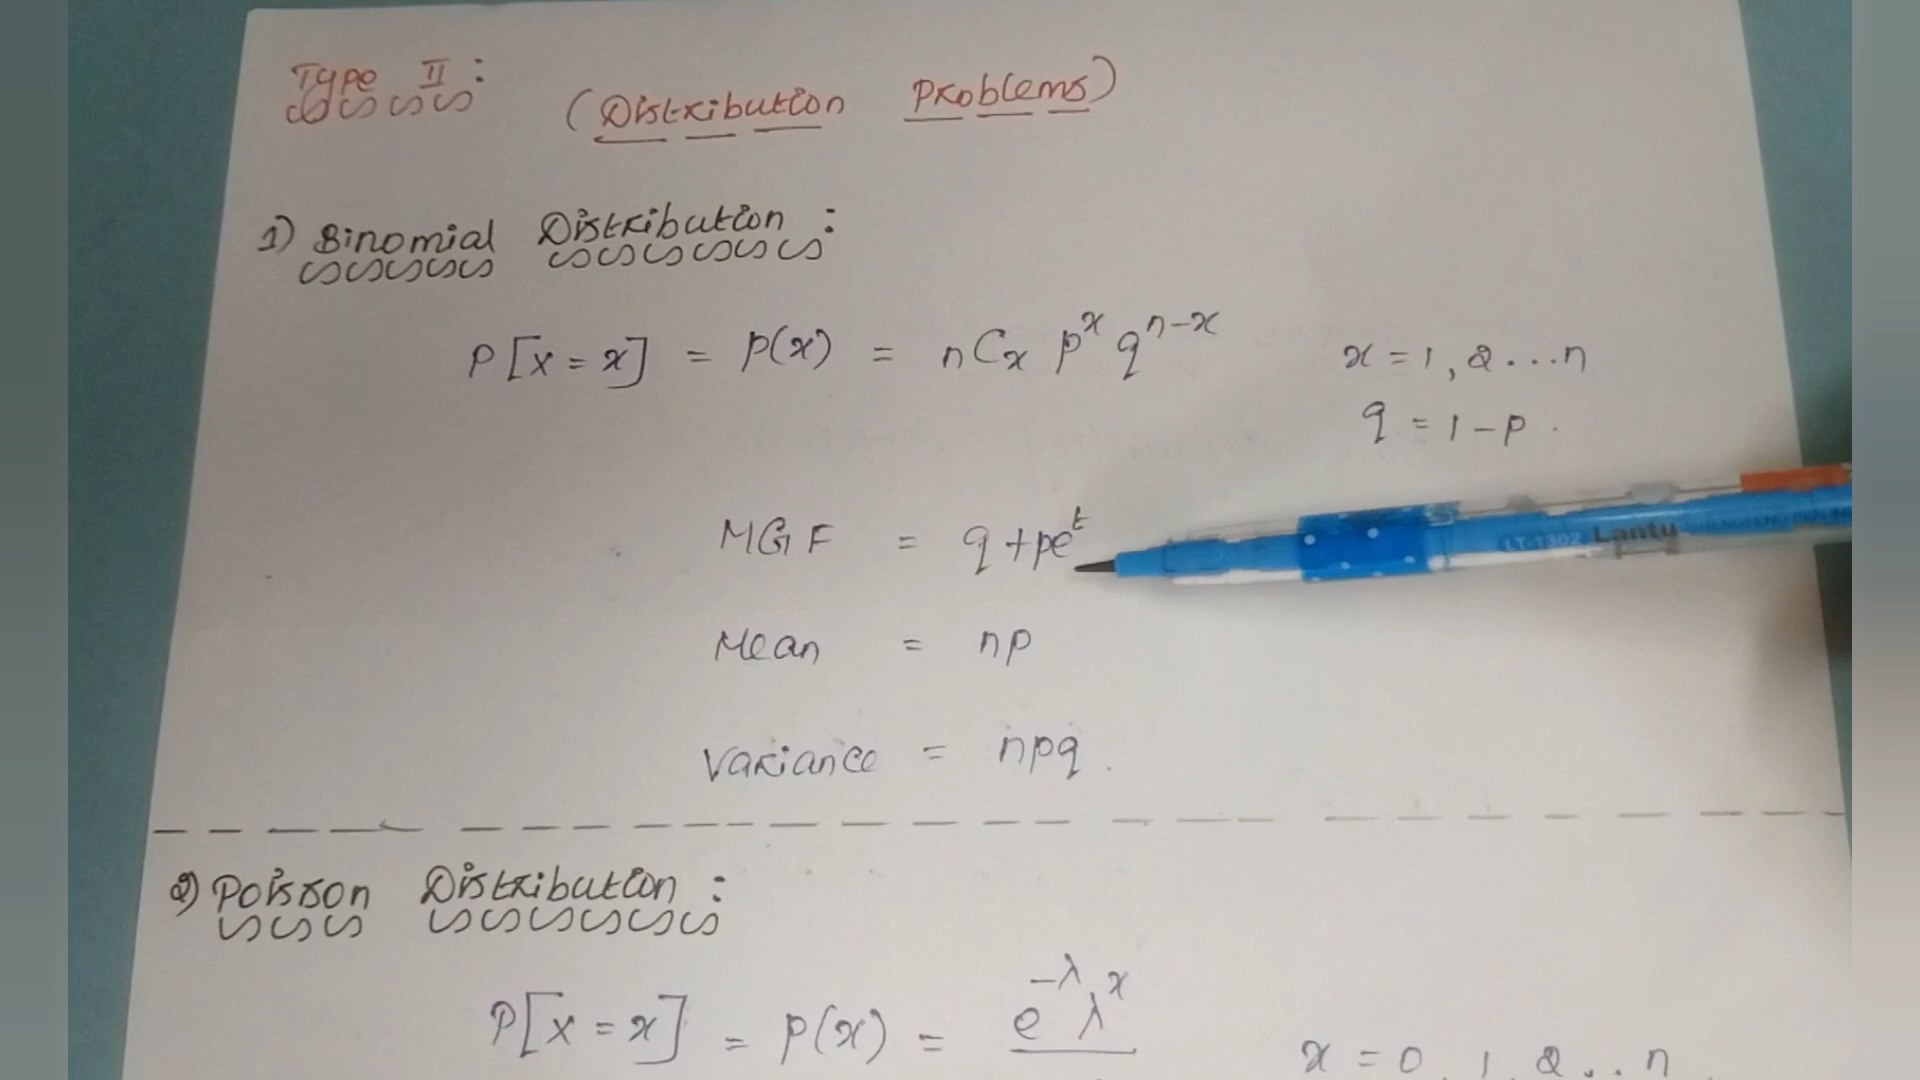 Type II :
(Distribution Problems)
1) Binomial Distribution :
P[X = x] = p(x) = nCx p^x q^n-x x = 1, 2 ... n
q = 1 - p .
MGF = q + pe^t
LT-1302 Lantu
Mean = np
Variance = npq .
2) Poisson Distribution :
P[X = x] = p(x) = e^-λ λ^x x = 0, 1, 2 ... n